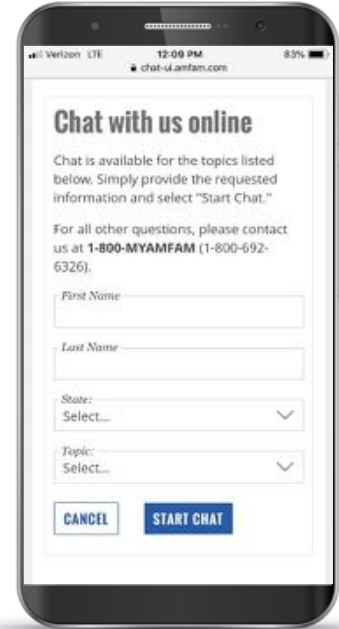 Verizon LTE 12:09 PM 83%
chat-ui.amfam.com
Chat with us online
Chat is available for the topics listed
below. Simply provide the requested
information and select "Start Chat."
For all other questions, please contact
us at 1-800-MYAMFAM (1-800-692-
6326).
First Name
Last Name
State:
Select...
Topic:
Select...
CANCEL START CHAT